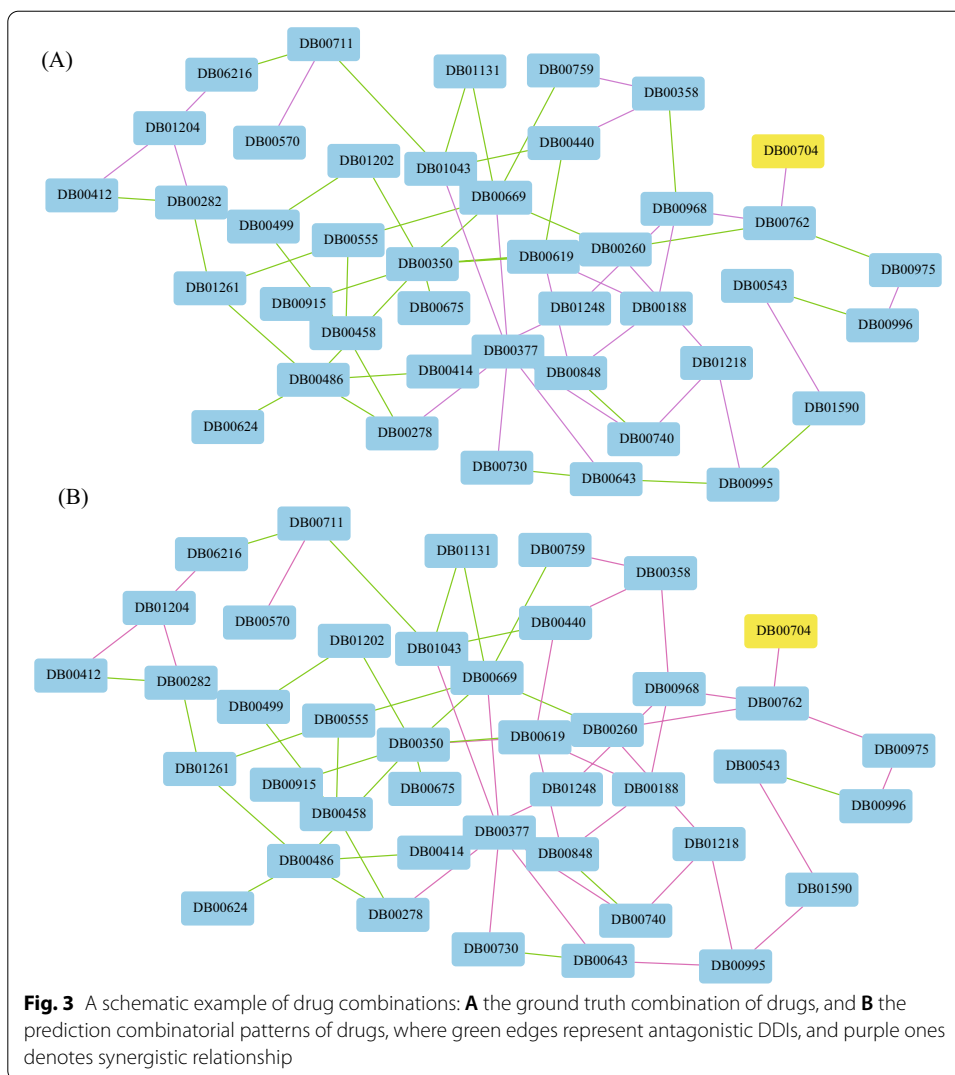 (A)
DB00711
DB06216
DB01131
DB00759
DB00358
DB01204
DB00570
DB00440
DB00704
DB01202
DB01043
DB00412
DB00282
DB00669
DB00968
DB00499
DB00762
DB00555
DB00260
DB00350
DB00619
DB00975
DB01261
DB00543
DB00915
DB00675
DB01248
DB00188
DB00996
DB00458
DB00377
DB01218
DB00486
DB00414
DB00848
DB01590
DB00624
DB00278
DB00740
DB00730
DB00643
DB00995
(B)
DB00711
DB06216
DB01131
DB00759
DB00358
DB01204
DB00570
DB00440
DB00704
DB01202
DB01043
DB00412
DB00282
DB00669
DB00968
DB00499
DB00762
DB00555
DB00260
DB00350
DB00619
DB00975
DB01261
DB00543
DB00915
DB00675
DB01248
DB00188
DB00996
DB00458
DB00377
DB01218
DB00486
DB00414
DB00848
DB01590
DB00624
DB00278
DB00740
DB00730
DB00643
DB00995
Fig. 3 A schematic example of drug combinations: A the ground truth combination of drugs, and B the
prediction combinatorial patterns of drugs, where green edges represent antagonistic DDIs, and purple ones
denotes synergistic relationship